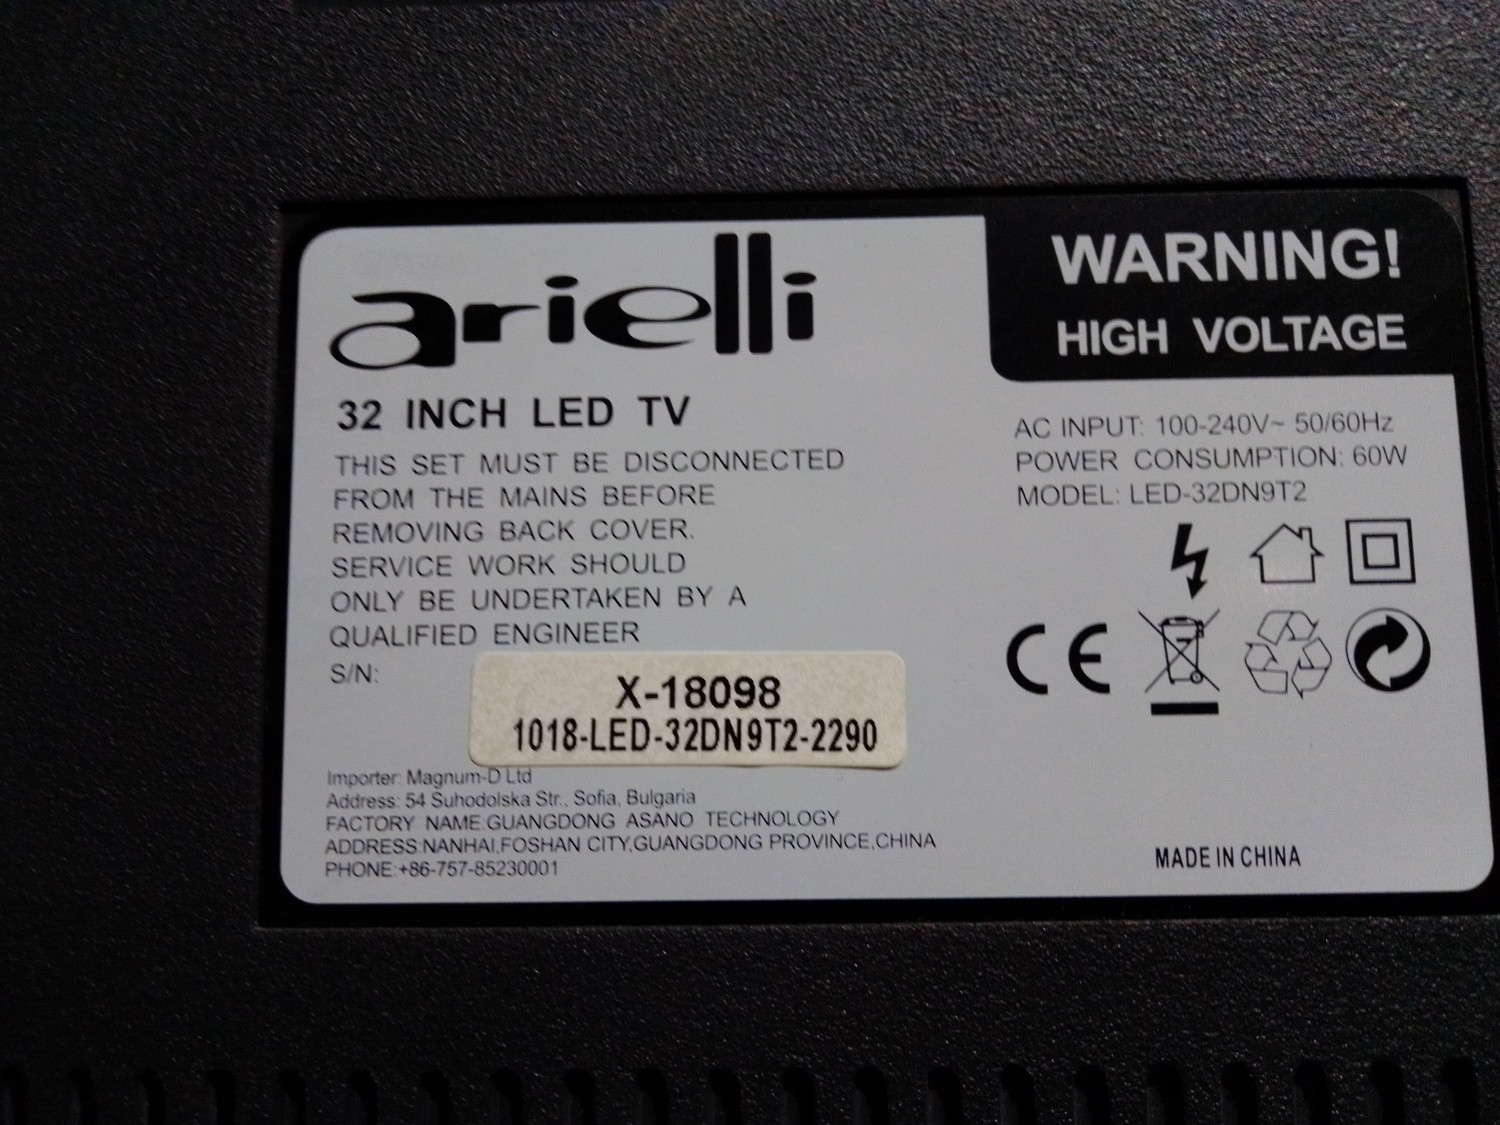 arielli
WARNING!
HIGH VOLTAGE
32 INCH LED TV
THIS SET MUST BE DISCONNECTED
FROM THE MAINS BEFORE
REMOVING BACK COVER.
SERVICE WORK SHOULD
ONLY BE UNDERTAKEN BY A
QUALIFIED ENGINEER
S/N:
X-18098
1018-LED-32DN9T2-2290
Importer: Magnum-D Ltd
Address: 54 Suhodolska Str., Sofia, Bulgaria
FACTORY NAME:GUANGDONG ASANO TECHNOLOGY
ADDRESS:NANHAI,FOSHAN CITY,GUANGDONG PROVINCE,CHINA
PHONE:+86-757-85230001
AC INPUT: 100-240V~ 50/60Hz
POWER CONSUMPTION: 60W
MODEL: LED-32DN9T2
CE
MADE IN CHINA